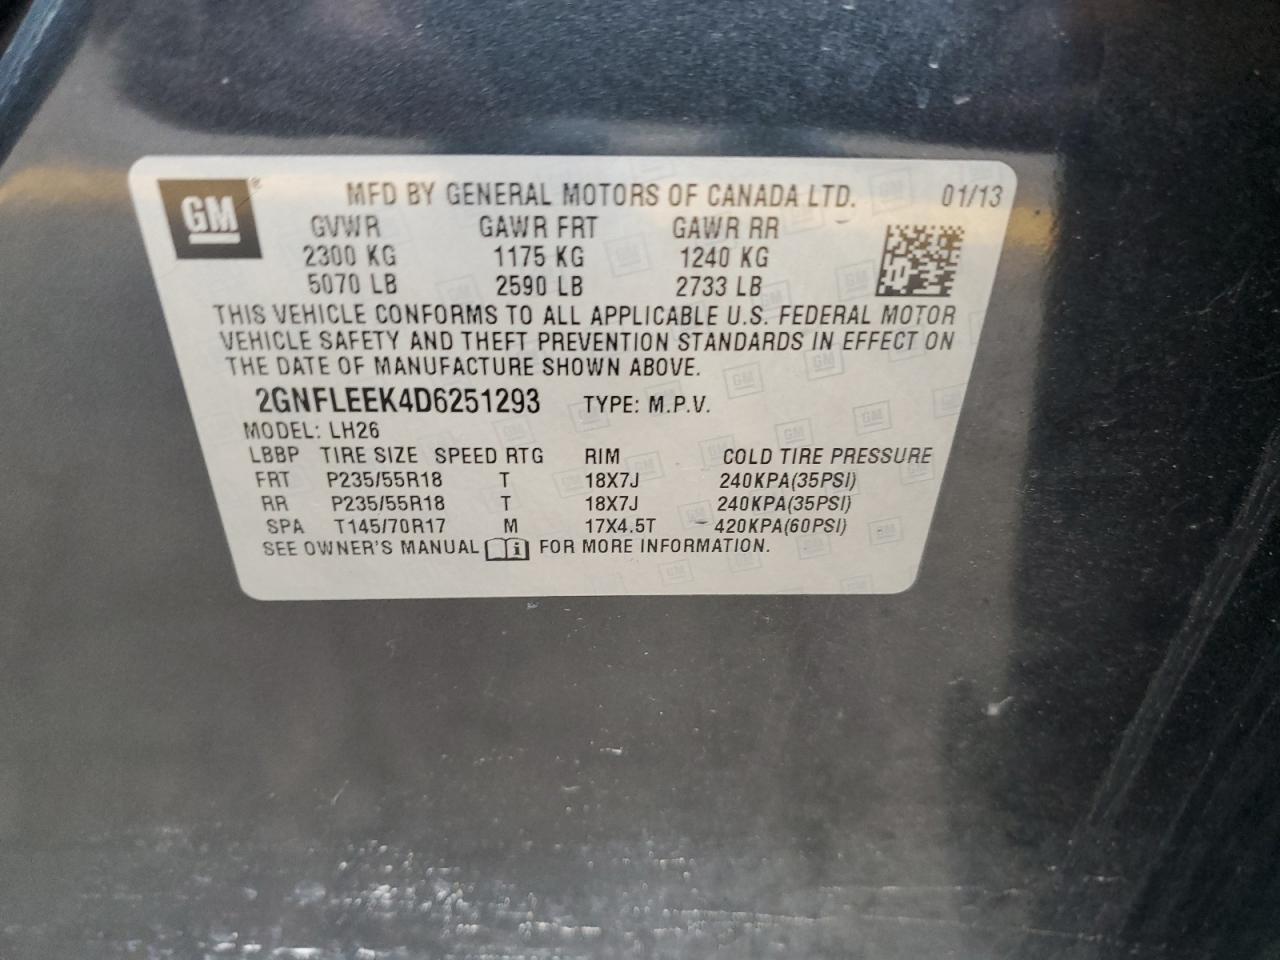 GM® MFD BY GENERAL MOTORS OF CANADA LTD. 01/13
GVWR GAWR FRT GAWR RR
2300 KG 1175 KG 1240 KG
5070 LB 2590 LB 2733 LB
THIS VEHICLE CONFORMS TO ALL APPLICABLE U.S. FEDERAL MOTOR
VEHICLE SAFETY AND THEFT PREVENTION STANDARDS IN EFFECT ON
THE DATE OF MANUFACTURE SHOWN ABOVE.
2GNFLEEK4D6251293 TYPE: M.P.V.
MODEL: LH26
LBBP TIRE SIZE SPEED RTG RIM COLD TIRE PRESSURE
FRT P235/55R18 T 18X7J 240KPA(35PSI)
RR P235/55R18 T 18X7J 240KPA(35PSI)
SPA T145/70R17 M 17X4.5T 420KPA(60PSI)
SEE OWNER'S MANUAL i FOR MORE INFORMATION.